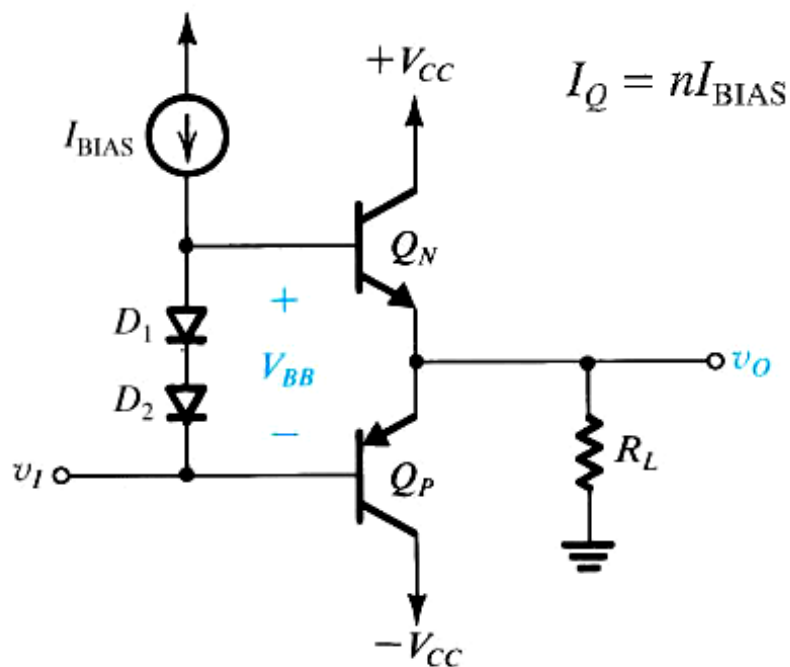 +V_CC
I_Q = nI_BIAS
I_BIAS
Q_N
+
D_1
V_BB
v_O
D_2
−
R_L
v_I
Q_P
−V_CC